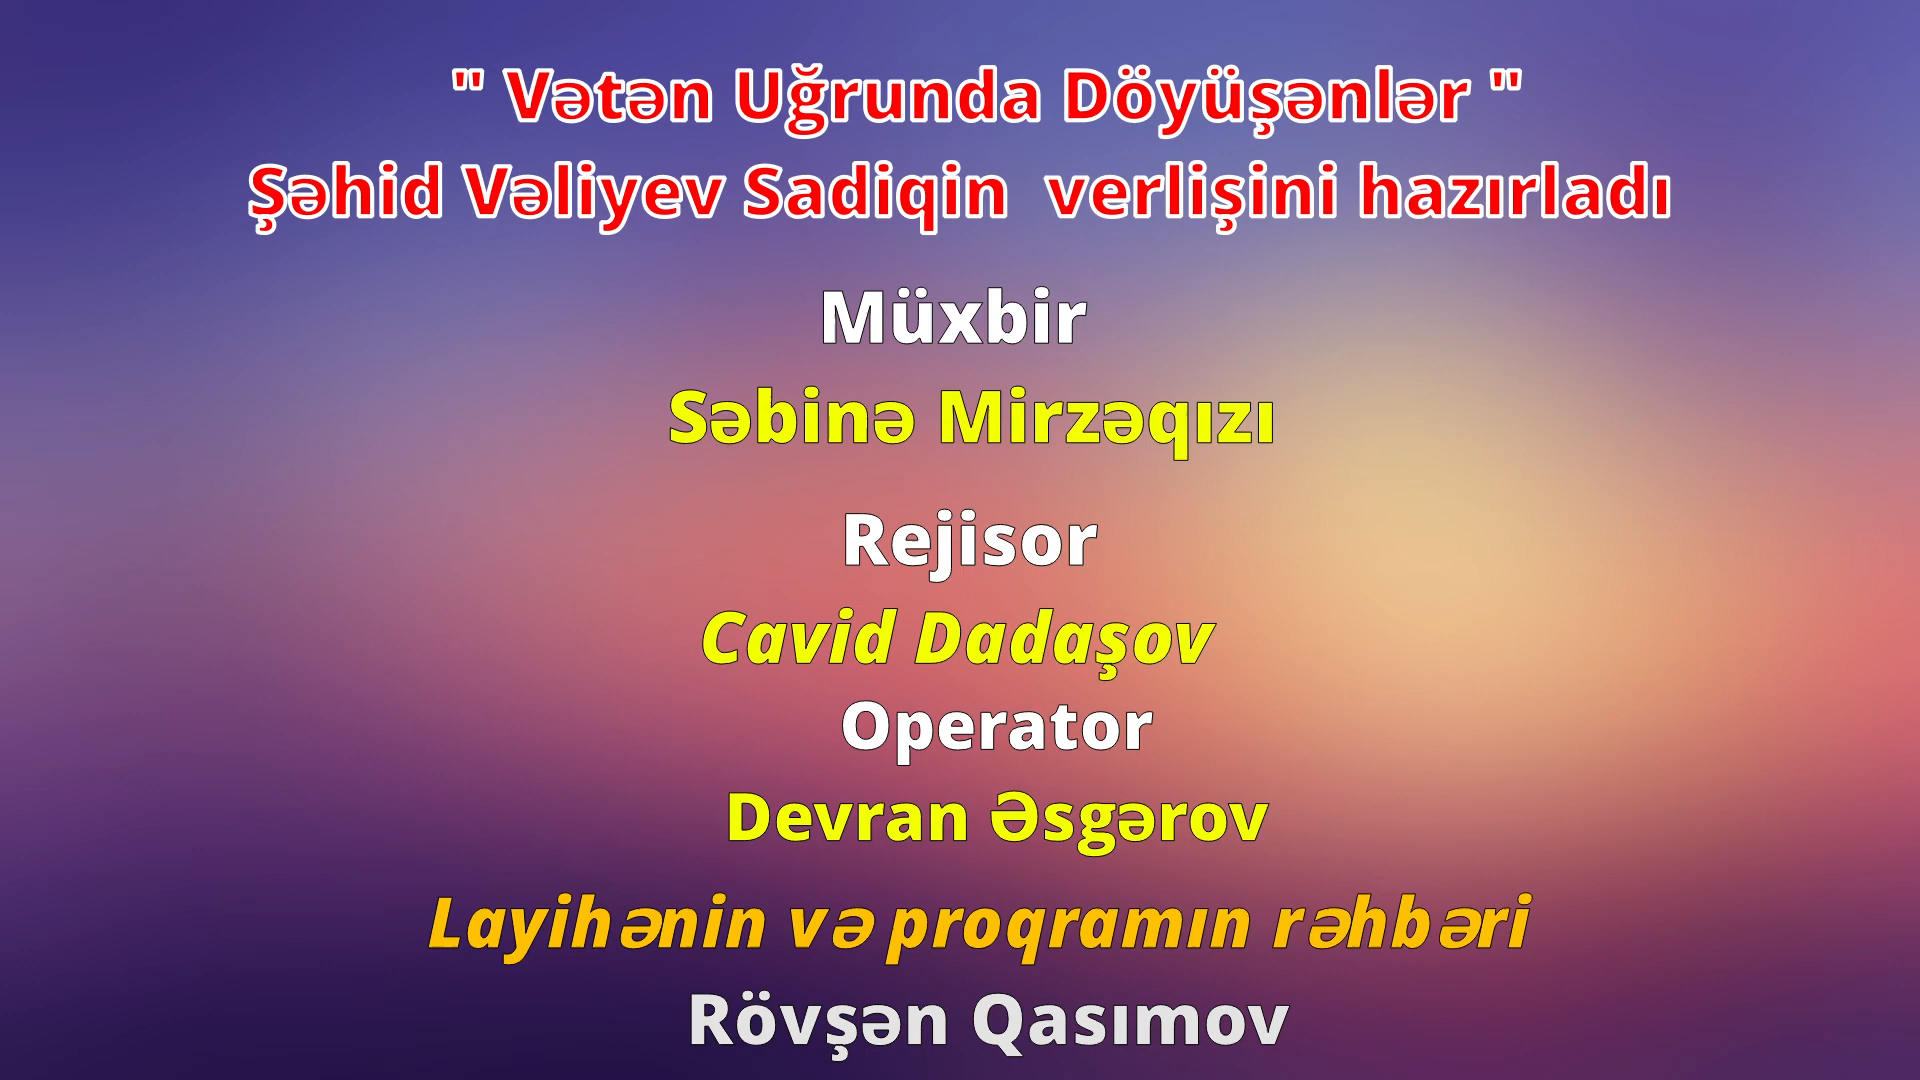 " Vətən Uğrunda Döyüşənlər "
Şəhid Vəliyev Sadiqin verlişini hazırladı
Müxbir
Səbinə Mirzəqızı
Rejisor
Cavid Dadaşov
Operator
Devran Əsgərov
Layihənin və proqramın rəhbəri
Rövşən Qasımov